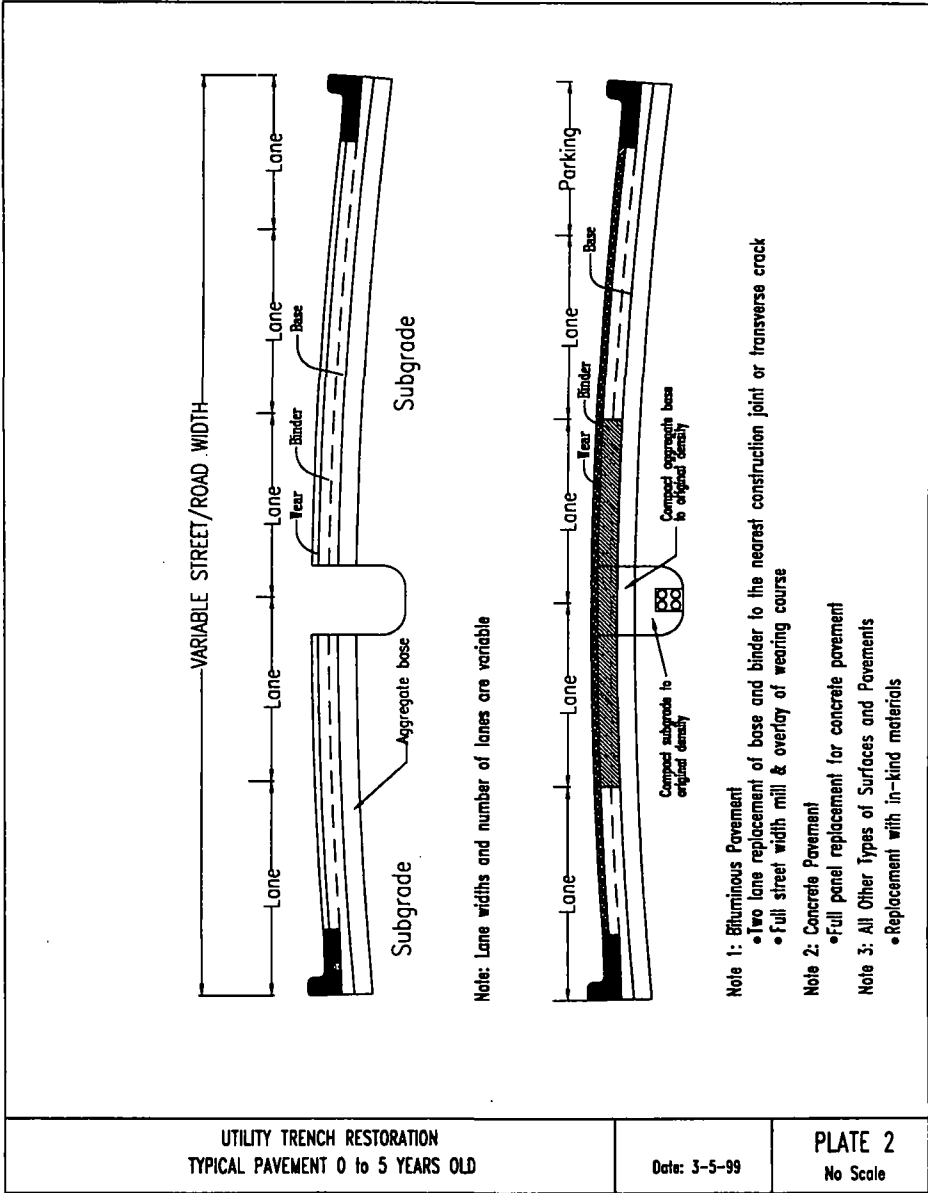 VARIABLE STREET/ROAD WIDTH
Lane
Lane
Lane
Lane
Lane
Wear
Binder
Base
Aggregate base
Subgrade
Subgrade
Note: Lane widths and number of lanes are variable
Lane
Lane
Lane
Lane
Parking
Wear
Binder
Base
Compact subgrade to
original density
Compact aggregate base
to original density
Note 1: Bituminous Pavement
•Two lane replacement of base and binder to the nearest construction joint or transverse crack
•Full street width mill & overlay of wearing course
Note 2: Concrete Pavement
•Full panel replacement for concrete pavement
Note 3: All Other Types of Surfaces and Pavements
•Replacement with in-kind materials
UTILITY TRENCH RESTORATION
TYPICAL PAVEMENT 0 to 5 YEARS OLD
Date: 3-5-99
PLATE 2
No Scale